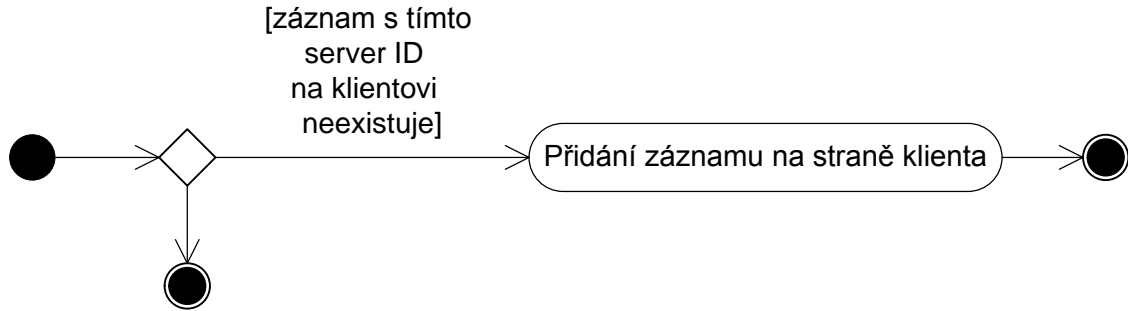 [záznam s tímto
server ID
na klientovi
neexistuje]
Přidání záznamu na straně klienta